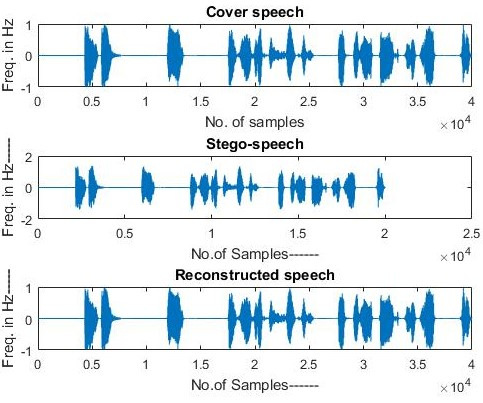 Cover speech
Freq. in Hz
1
0
-1
0 0.5 1 1.5 2 2.5 3 3.5 4
No. of samples
×10^4
Stego-speech
Freq. in Hz-----
2
0
-2
0 0.5 1 1.5 2 2.5
No.of Samples------
×10^4
Reconstructed speech
Freq. in Hz-----
1
0
-1
0 0.5 1 1.5 2 2.5 3 3.5 4
No.of Samples------
×10^4